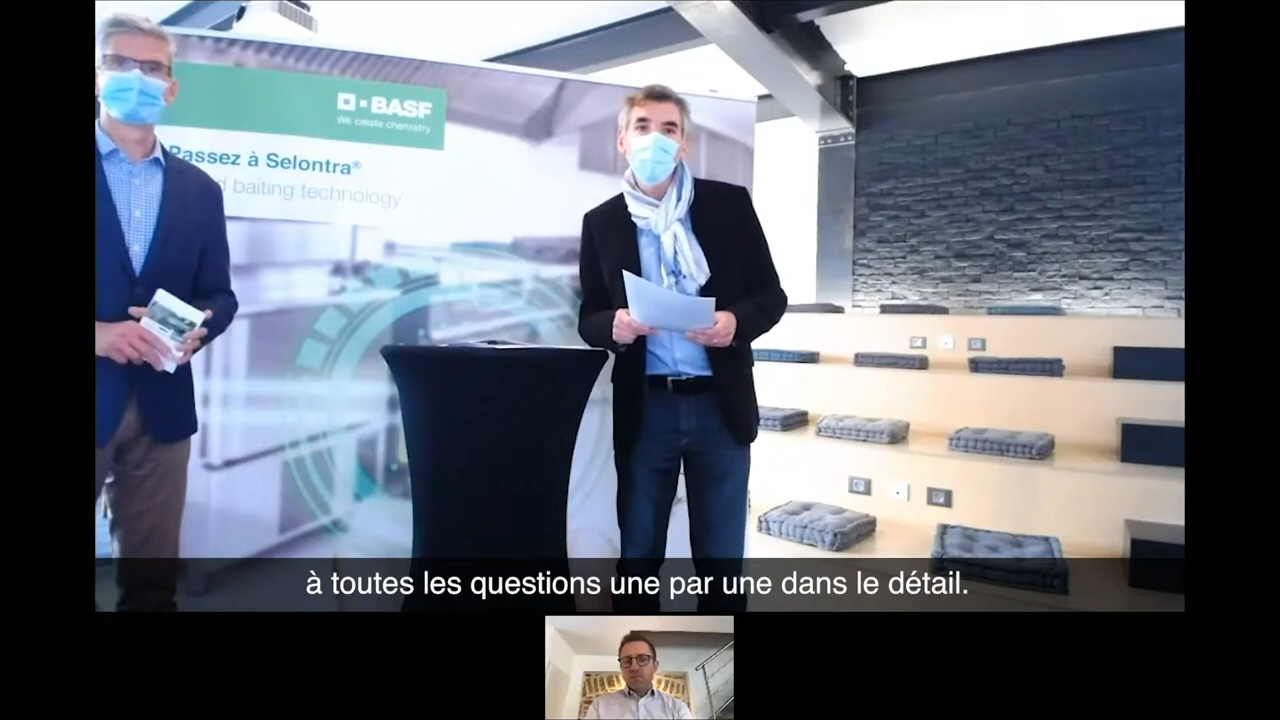 BASF
We create chemistry
Passez à Selontra®
baiting technology
à toutes les questions une par une dans le détail.